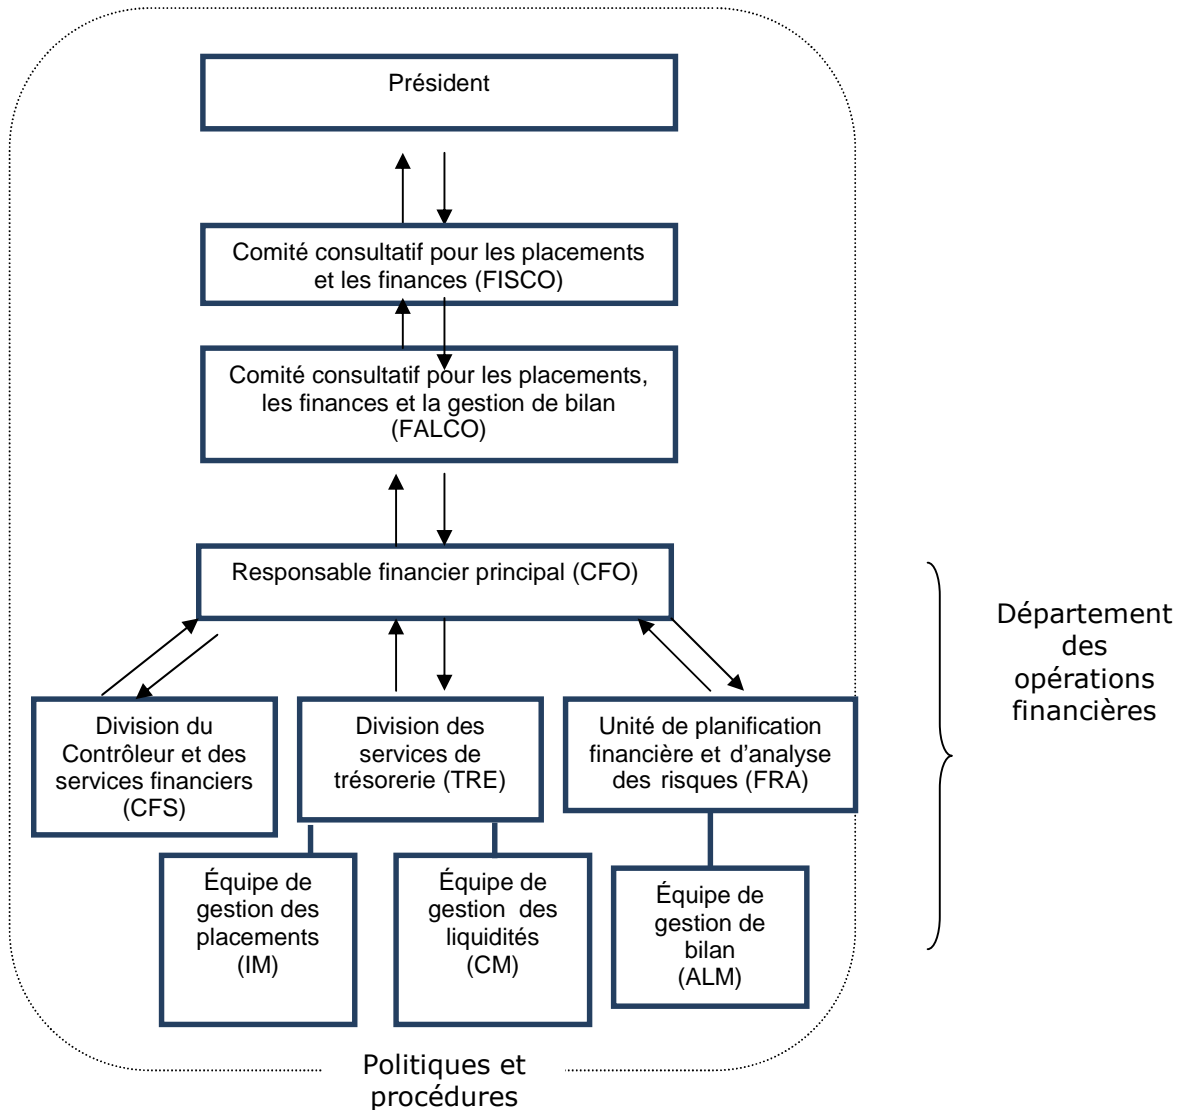 Président
Comité consultatif pour les placements
et les finances (FISCO)
Comité consultatif pour les placements,
les finances et la gestion de bilan
(FALCO)
Responsable financier principal (CFO)
Département
des
opérations
financières
Division du
Contrôleur et des
services financiers
(CFS)
Division des
services de
trésorerie (TRE)
Unité de planification
financière et d’analyse
des risques (FRA)
Équipe de
gestion des
placements
(IM)
Équipe de
gestion des
liquidités
(CM)
Équipe de
gestion de
bilan
(ALM)
Politiques et
procédures